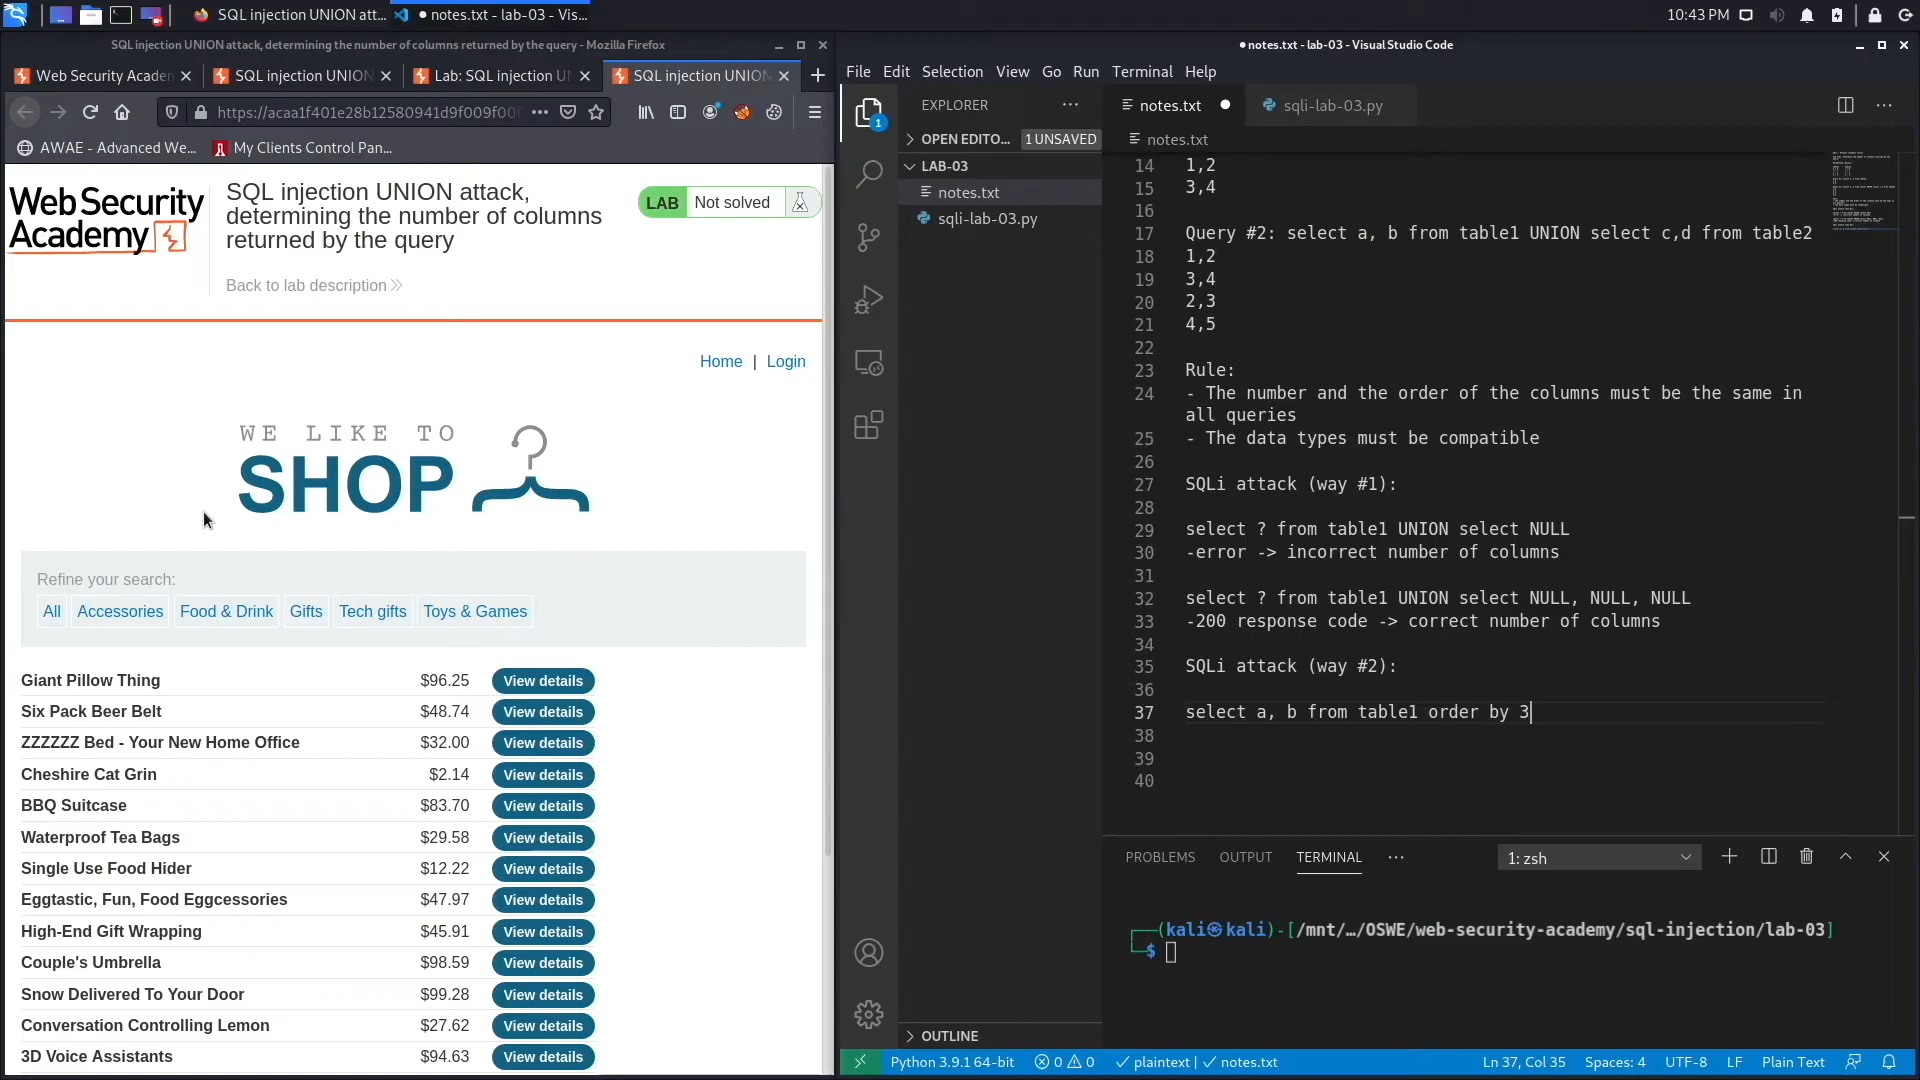 SQL injection UNION att...
● notes.txt - lab-03 - Vis...
10:43 PM
SQL injection UNION attack, determining the number of columns returned by the query - Mozilla Firefox
Web Security Academ
SQL injection UNION
Lab: SQL injection U
SQL injection UNION
https://acaa1f401e28b12580941d9f009f00
AWAE - Advanced We...
My Clients Control Pan...
Web Security
Academy
SQL injection UNION attack,
determining the number of columns
returned by the query
Back to lab description
LAB Not solved
Home | Login
WE LIKE TO
SHOP
Refine your search:
All Accessories Food & Drink Gifts Tech gifts Toys & Games
Giant Pillow Thing $96.25 View details
Six Pack Beer Belt $48.74 View details
ZZZZZZ Bed - Your New Home Office $32.00 View details
Cheshire Cat Grin $2.14 View details
BBQ Suitcase $83.70 View details
Waterproof Tea Bags $29.58 View details
Single Use Food Hider $12.22 View details
Eggtastic, Fun, Food Eggcessories $47.97 View details
High-End Gift Wrapping $45.91 View details
Couple's Umbrella $98.59 View details
Snow Delivered To Your Door $99.28 View details
Conversation Controlling Lemon $27.62 View details
3D Voice Assistants $94.63 View details
● notes.txt - lab-03 - Visual Studio Code
File Edit Selection View Go Run Terminal Help
1
EXPLORER
OPEN EDITO... 1 UNSAVED
LAB-03
notes.txt
sqli-lab-03.py
OUTLINE
notes.txt ●
sqli-lab-03.py
notes.txt
14 1,2
15 3,4
16
17 Query #2: select a, b from table1 UNION select c,d from table2
18 1,2
19 3,4
20 2,3
21 4,5
22
23 Rule:
24 - The number and the order of the columns must be the same in
all queries
25 - The data types must be compatible
26
27 SQLi attack (way #1):
28
29 select ? from table1 UNION select NULL
30 -error -> incorrect number of columns
31
32 select ? from table1 UNION select NULL, NULL, NULL
33 -200 response code -> correct number of columns
34
35 SQLi attack (way #2):
36
37 select a, b from table1 order by 3
38
39
40
PROBLEMS OUTPUT TERMINAL ··· 1: zsh
(kali㉿kali)-[/mnt/…/OSWE/web-security-academy/sql-injection/lab-03]
$
Python 3.9.1 64-bit 0 0 ✓ plaintext | ✓ notes.txt Ln 37, Col 35 Spaces: 4 UTF-8 LF Plain Text